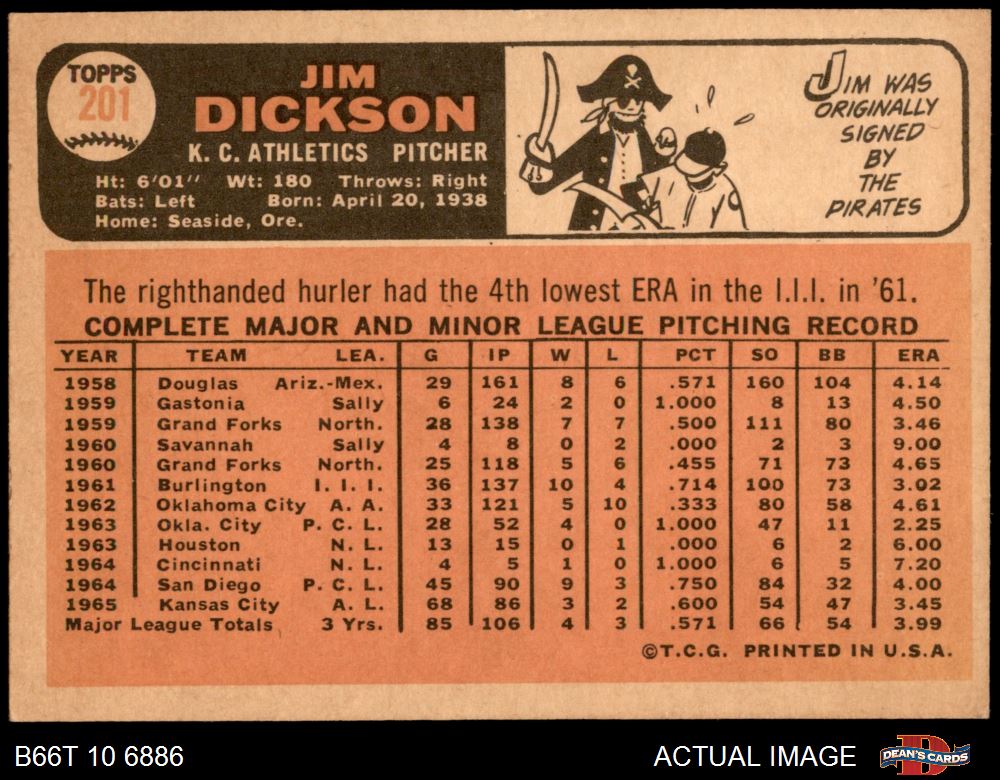 TOPPS
201
JIM
DICKSON
K. C. ATHLETICS PITCHER
Ht: 6'01" Wt: 180 Throws: Right
Bats: Left Born: April 20, 1938
Home: Seaside, Ore.
JIM WAS
ORIGINALLY
SIGNED
BY
THE
PIRATES
The righthanded hurler had the 4th lowest ERA in the I.I.I. in '61.
COMPLETE MAJOR AND MINOR LEAGUE PITCHING RECORD
YEAR TEAM LEA. G IP W L PCT SO BB ERA
1958 Douglas Ariz.-Mex. 29 161 8 6 .571 160 104 4.14
1959 Gastonia Sally 6 24 2 0 1.000 8 13 4.50
1959 Grand Forks North. 28 138 7 7 .500 111 80 3.46
1960 Savannah Sally 4 8 0 2 .000 2 3 9.00
1960 Grand Forks North. 25 118 5 6 .455 71 73 4.65
1961 Burlington I. I. I. 36 137 10 4 .714 100 73 3.02
1962 Oklahoma City A. A. 33 121 5 10 .333 80 58 4.61
1963 Okla. City P. C. L. 28 52 4 0 1.000 47 11 2.25
1963 Houston N. L. 13 15 0 1 .000 6 2 6.00
1964 Cincinnati N. L. 4 5 1 0 1.000 6 5 7.20
1964 San Diego P. C. L. 45 90 9 3 .750 84 32 4.00
1965 Kansas City A. L. 68 86 3 2 .600 54 47 3.45
Major League Totals 3 Yrs. 85 106 4 3 .571 66 54 3.99
©T.C.G. PRINTED IN U.S.A.
B66T 10 6886
ACTUAL IMAGE
DEAN'S CARDS